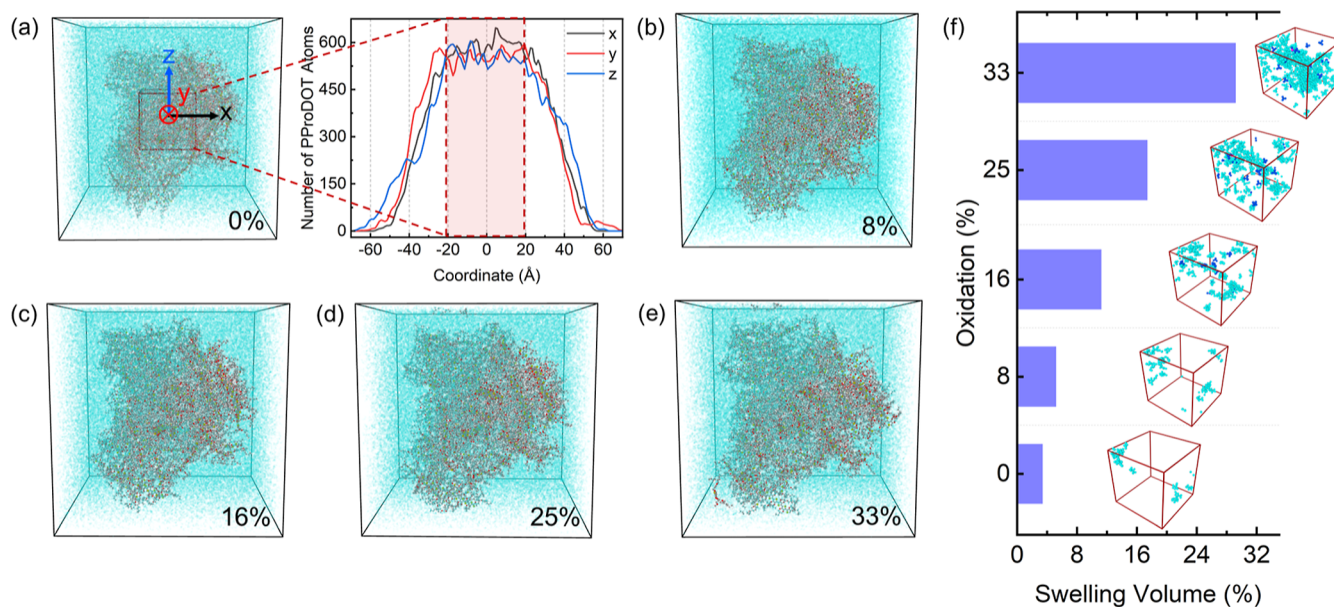 (a)
z
y
x
0%
Number of PProDOT Atoms
600
450
300
150
0
x
y
z
-60 -40 -20 0 20 40 60
Coordinate (Å)
(b)
8%
(c)
16%
(d)
25%
(e)
33%
(f)
Oxidation (%)
33
25
16
8
0
0 8 16 24 32
Swelling Volume (%)